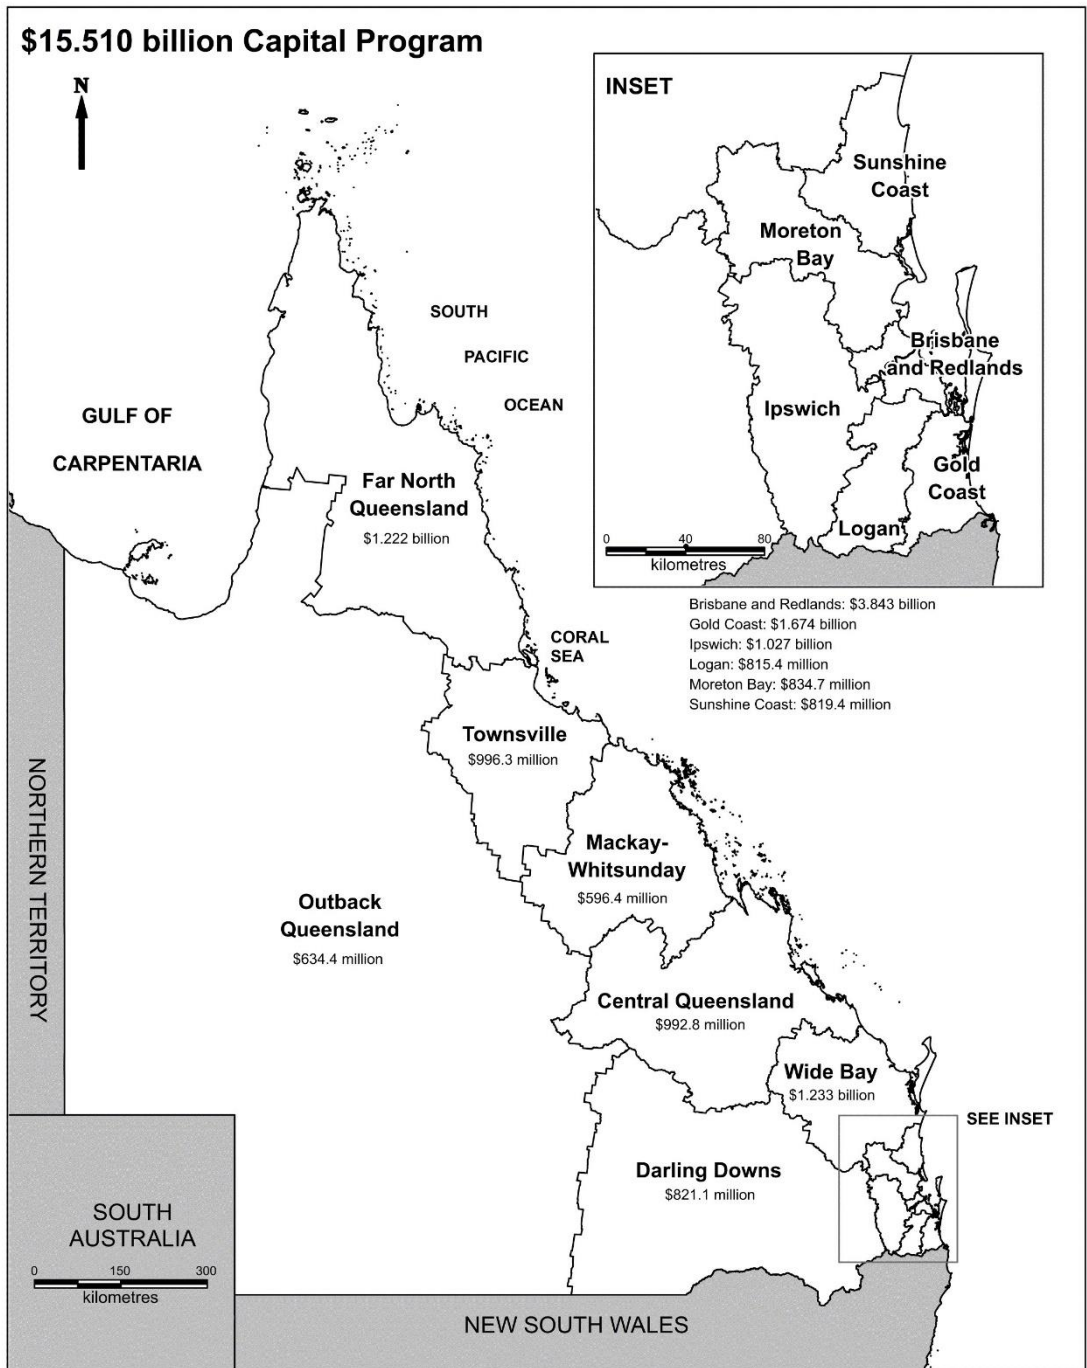 $15.510 billion Capital Program
N
INSET
Sunshine
Coast
Moreton
Bay
Brisbane
and Redlands
Ipswich
Gold
Coast
Logan
0 40 80
kilometres
Brisbane and Redlands: $3.843 billion
Gold Coast: $1.674 billion
Ipswich: $1.027 billion
Logan: $815.4 million
Moreton Bay: $834.7 million
Sunshine Coast: $819.4 million
SOUTH
PACIFIC
OCEAN
GULF OF
CARPENTARIA
Far North
Queensland
$1.222 billion
CORAL
SEA
Townsville
$996.3 million
Mackay-
Whitsunday
$596.4 million
NORTHERN TERRITORY
Outback
Queensland
$634.4 million
Central Queensland
$992.8 million
Wide Bay
$1.233 billion
SEE INSET
Darling Downs
$821.1 million
SOUTH
AUSTRALIA
0 150 300
kilometres
NEW SOUTH WALES